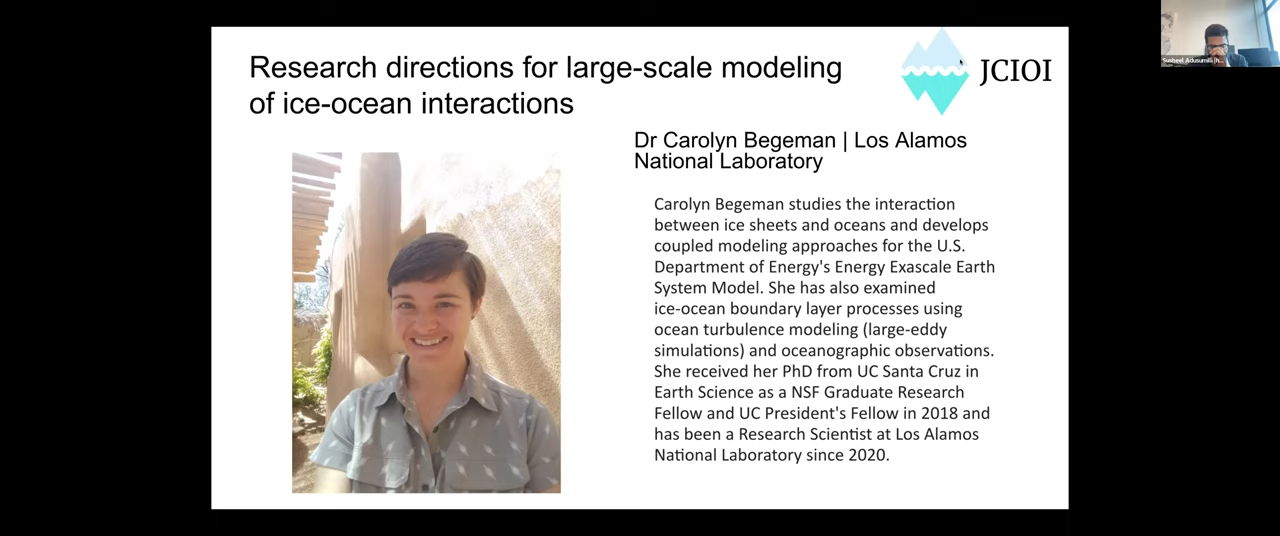 Research directions for large-scale modeling
of ice-ocean interactions
JCIOI
Dr Carolyn Begeman | Los Alamos
National Laboratory
Carolyn Begeman studies the interaction
between ice sheets and oceans and develops
coupled modeling approaches for the U.S.
Department of Energy's Energy Exascale Earth
System Model. She has also examined
ice-ocean boundary layer processes using
ocean turbulence modeling (large-eddy
simulations) and oceanographic observations.
She received her PhD from UC Santa Cruz in
Earth Science as a NSF Graduate Research
Fellow and UC President's Fellow in 2018 and
has been a Research Scientist at Los Alamos
National Laboratory since 2020.
Susheel Adusumilli (h...